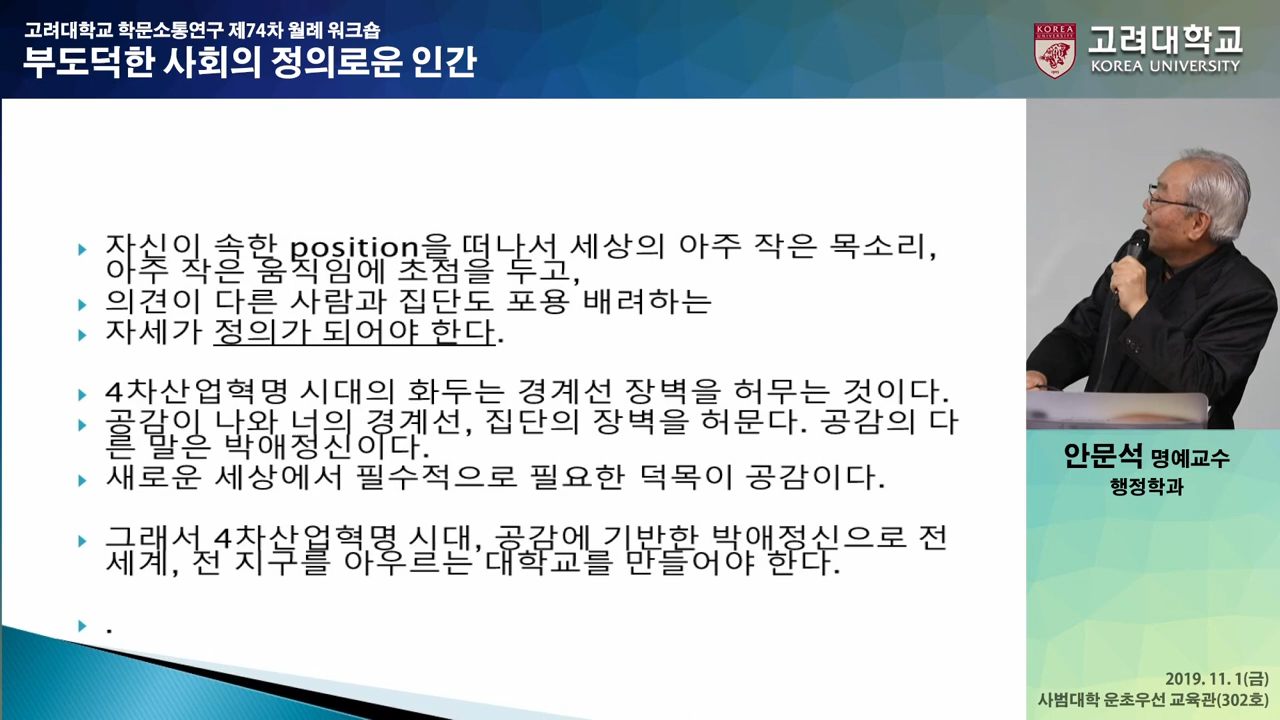 고려대학교 학문소통연구 제74차 월례 워크숍
부도덕한 사회의 정의로운 인간
KOREA
UNIVERSITY
고려대학교
KOREA UNIVERSITY
자신이 속한 position을 떠나서 세상의 아주 작은 목소리,
아주 작은 움직임에 초점을 두고,
의견이 다른 사람과 집단도 포용 배려하는
자세가 정의가 되어야 한다.
4차산업혁명 시대의 화두는 경계선 장벽을 허무는 것이다.
공감이 나와 너의 경계선, 집단의 장벽을 허문다. 공감의 다
른 말은 박애정신이다.
새로운 세상에서 필수적으로 필요한 덕목이 공감이다.
그래서 4차산업혁명 시대, 공감에 기반한 박애정신으로 전
세계, 전 지구를 아우르는 대학교를 만들어야 한다.
.
안문석 명예교수
행정학과
2019. 11. 1(금)
사범대학 운초우선 교육관(302호)